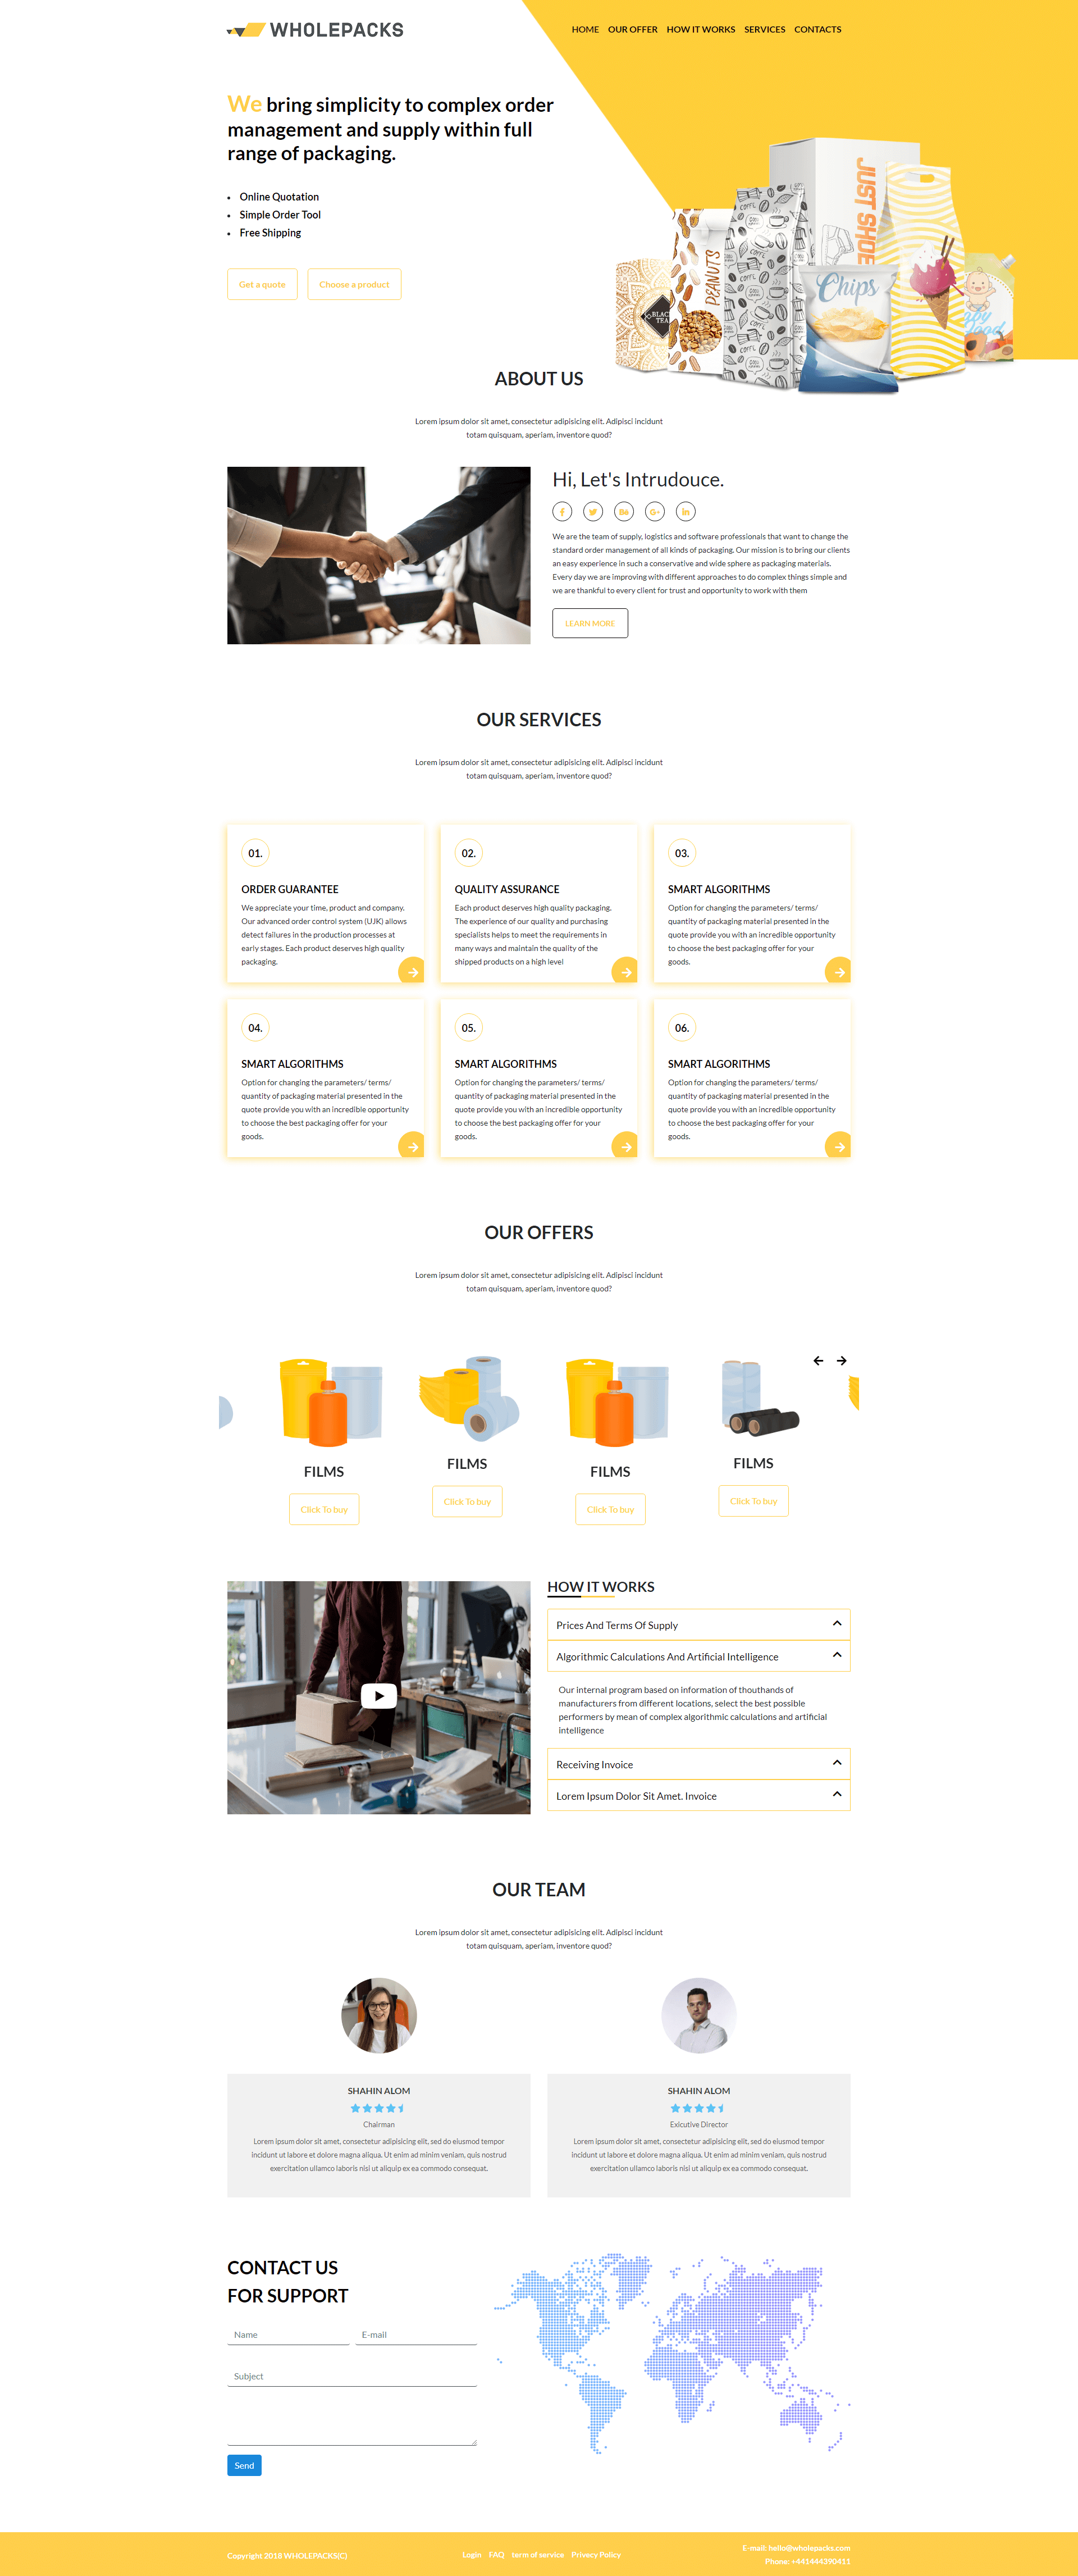 WHOLEPACKS
HOME OUR OFFER HOW IT WORKS SERVICES CONTACTS
We bring simplicity to complex order
management and supply within full
range of packaging.
Online Quotation
Simple Order Tool
Free Shipping
Get a quote Choose a product
JUST SHOE
PEANUTS
BLACK TEA
Chips
ABOUT US
Lorem ipsum dolor sit amet, consectetur adipisicing elit. Adipisci incidunt
totam quisquam, aperiam, inventore quod?
Hi, Let's Intrudouce.
We are the team of supply, logistics and software professionals that want to change the
standard order management of all kinds of packaging. Our mission is to bring our clients
an easy experience in such a conservative and wide sphere as packaging materials.
Every day we are improving with different approaches to do complex things simple and
we are thankful to every client for trust and opportunity to work with them
LEARN MORE
OUR SERVICES
Lorem ipsum dolor sit amet, consectetur adipisicing elit. Adipisci incidunt
totam quisquam, aperiam, inventore quod?
01.
ORDER GUARANTEE
We appreciate your time, product and company.
Our advanced order control system (UJK) allows
detect failures in the production processes at
early stages. Each product deserves high quality
packaging.
02.
QUALITY ASSURANCE
Each product deserves high quality packaging.
The experience of our quality and purchasing
specialists helps to meet the requirements in
many ways and maintain the quality of the
shipped products on a high level
03.
SMART ALGORITHMS
Option for changing the parameters/ terms/
quantity of packaging material presented in the
quote provide you with an incredible opportunity
to choose the best packaging offer for your
goods.
04.
SMART ALGORITHMS
Option for changing the parameters/ terms/
quantity of packaging material presented in the
quote provide you with an incredible opportunity
to choose the best packaging offer for your
goods.
05.
SMART ALGORITHMS
Option for changing the parameters/ terms/
quantity of packaging material presented in the
quote provide you with an incredible opportunity
to choose the best packaging offer for your
goods.
06.
SMART ALGORITHMS
Option for changing the parameters/ terms/
quantity of packaging material presented in the
quote provide you with an incredible opportunity
to choose the best packaging offer for your
goods.
OUR OFFERS
Lorem ipsum dolor sit amet, consectetur adipisicing elit. Adipisci incidunt
totam quisquam, aperiam, inventore quod?
FILMS
Click To buy
FILMS
Click To buy
FILMS
Click To buy
FILMS
Click To buy
HOW IT WORKS
Prices And Terms Of Supply
Algorithmic Calculations And Artificial Intelligence
Our internal program based on information of thouthands of
manufacturers from different locations, select the best possible
performers by mean of complex algorithmic calculations and artificial
intelligence
Receiving Invoice
Lorem Ipsum Dolor Sit Amet. Invoice
OUR TEAM
Lorem ipsum dolor sit amet, consectetur adipisicing elit. Adipisci incidunt
totam quisquam, aperiam, inventore quod?
SHAHIN ALOM
Chairman
Lorem ipsum dolor sit amet, consectetur adipisicing elit, sed do eiusmod tempor
incidunt ut labore et dolore magna aliqua. Ut enim ad minim veniam, quis nostrud
exercitation ullamco laboris nisi ut aliquip ex ea commodo consequat.
SHAHIN ALOM
Exicutive Director
Lorem ipsum dolor sit amet, consectetur adipisicing elit, sed do eiusmod tempor
incidunt ut labore et dolore magna aliqua. Ut enim ad minim veniam, quis nostrud
exercitation ullamco laboris nisi ut aliquip ex ea commodo consequat.
CONTACT US
FOR SUPPORT
Name E-mail
Subject
Send
Copyright 2018 WHOLEPACKS(C)
Login FAQ term of service Privecy Policy
E-mail: hello@wholepacks.com
Phone: +441444390411